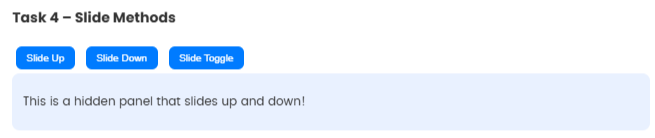 Task 4 – Slide Methods
Slide Up Slide Down Slide Toggle
This is a hidden panel that slides up and down!